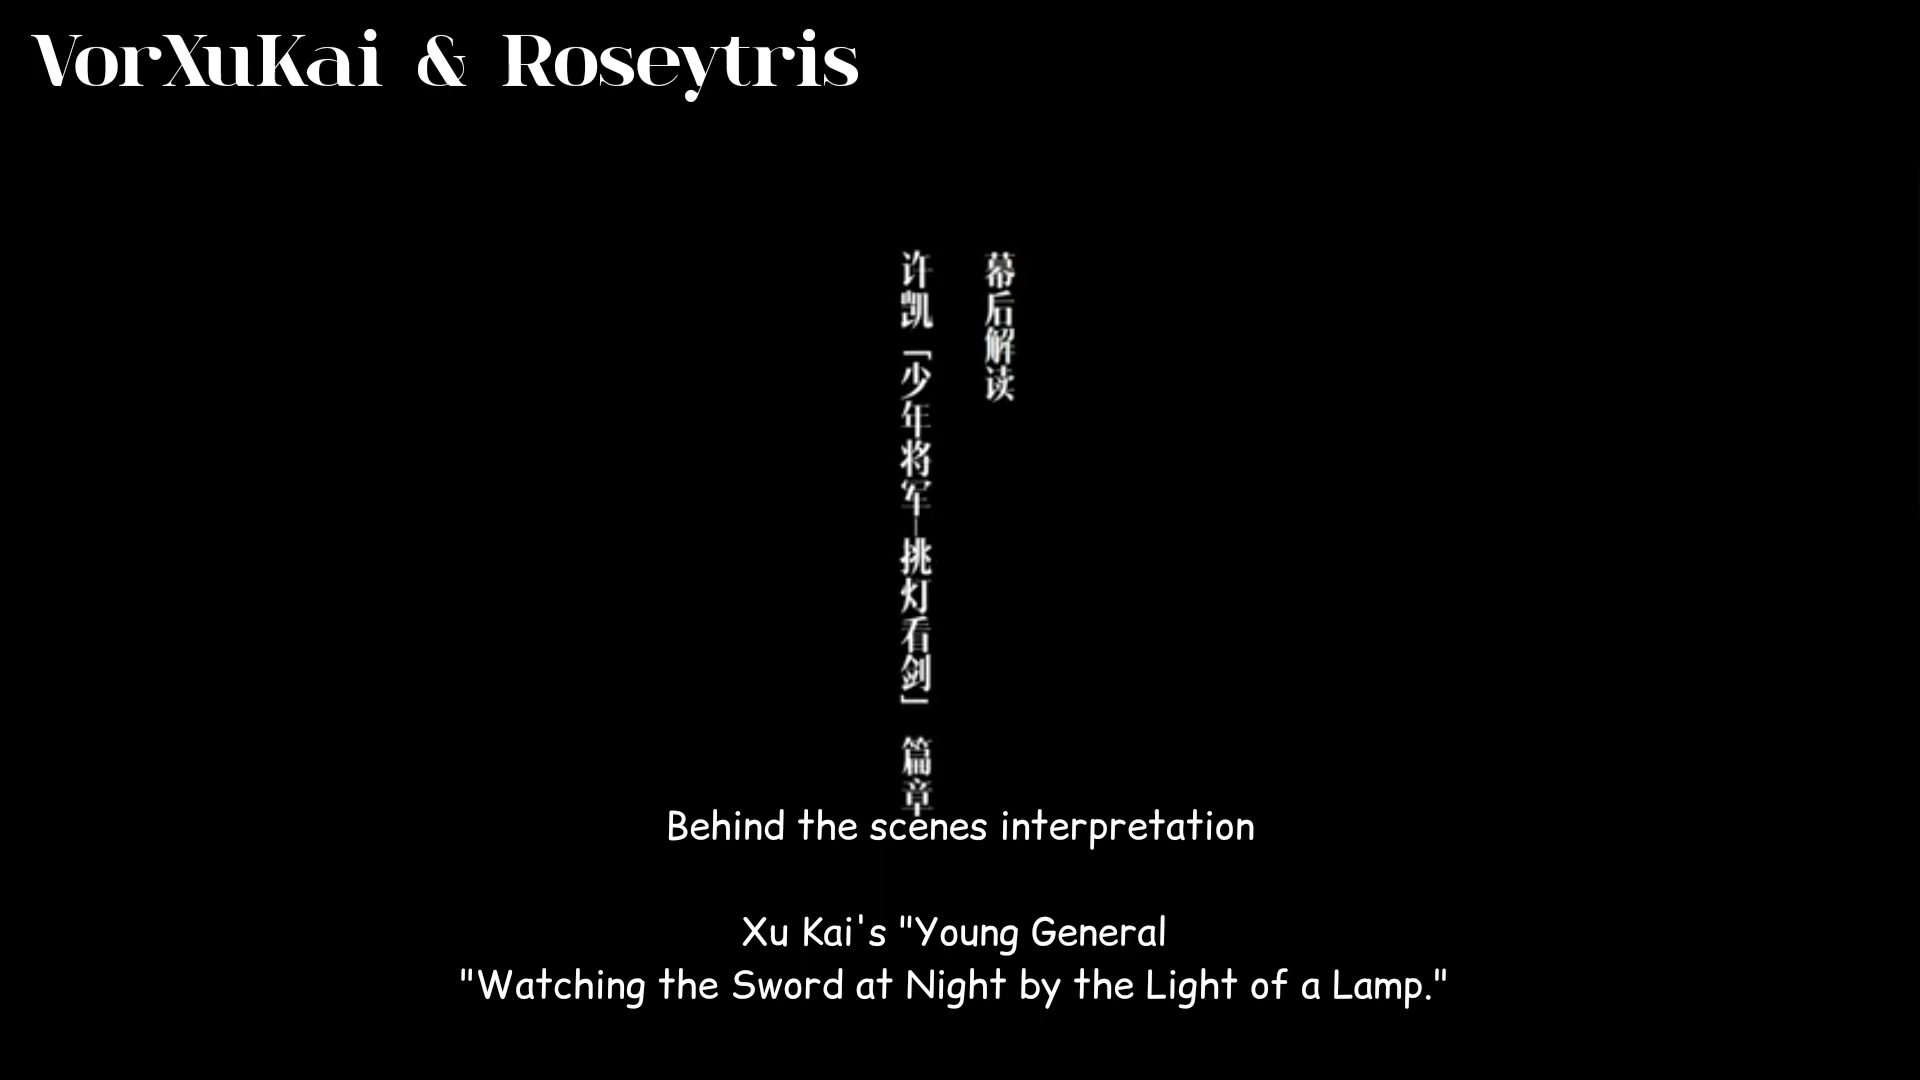 VorXuKai & Roseytris
幕后解读
许凯「少年将军—挑灯看剑」 篇章
Behind the scenes interpretation
Xu Kai's "Young General
"Watching the Sword at Night by the Light of a Lamp."